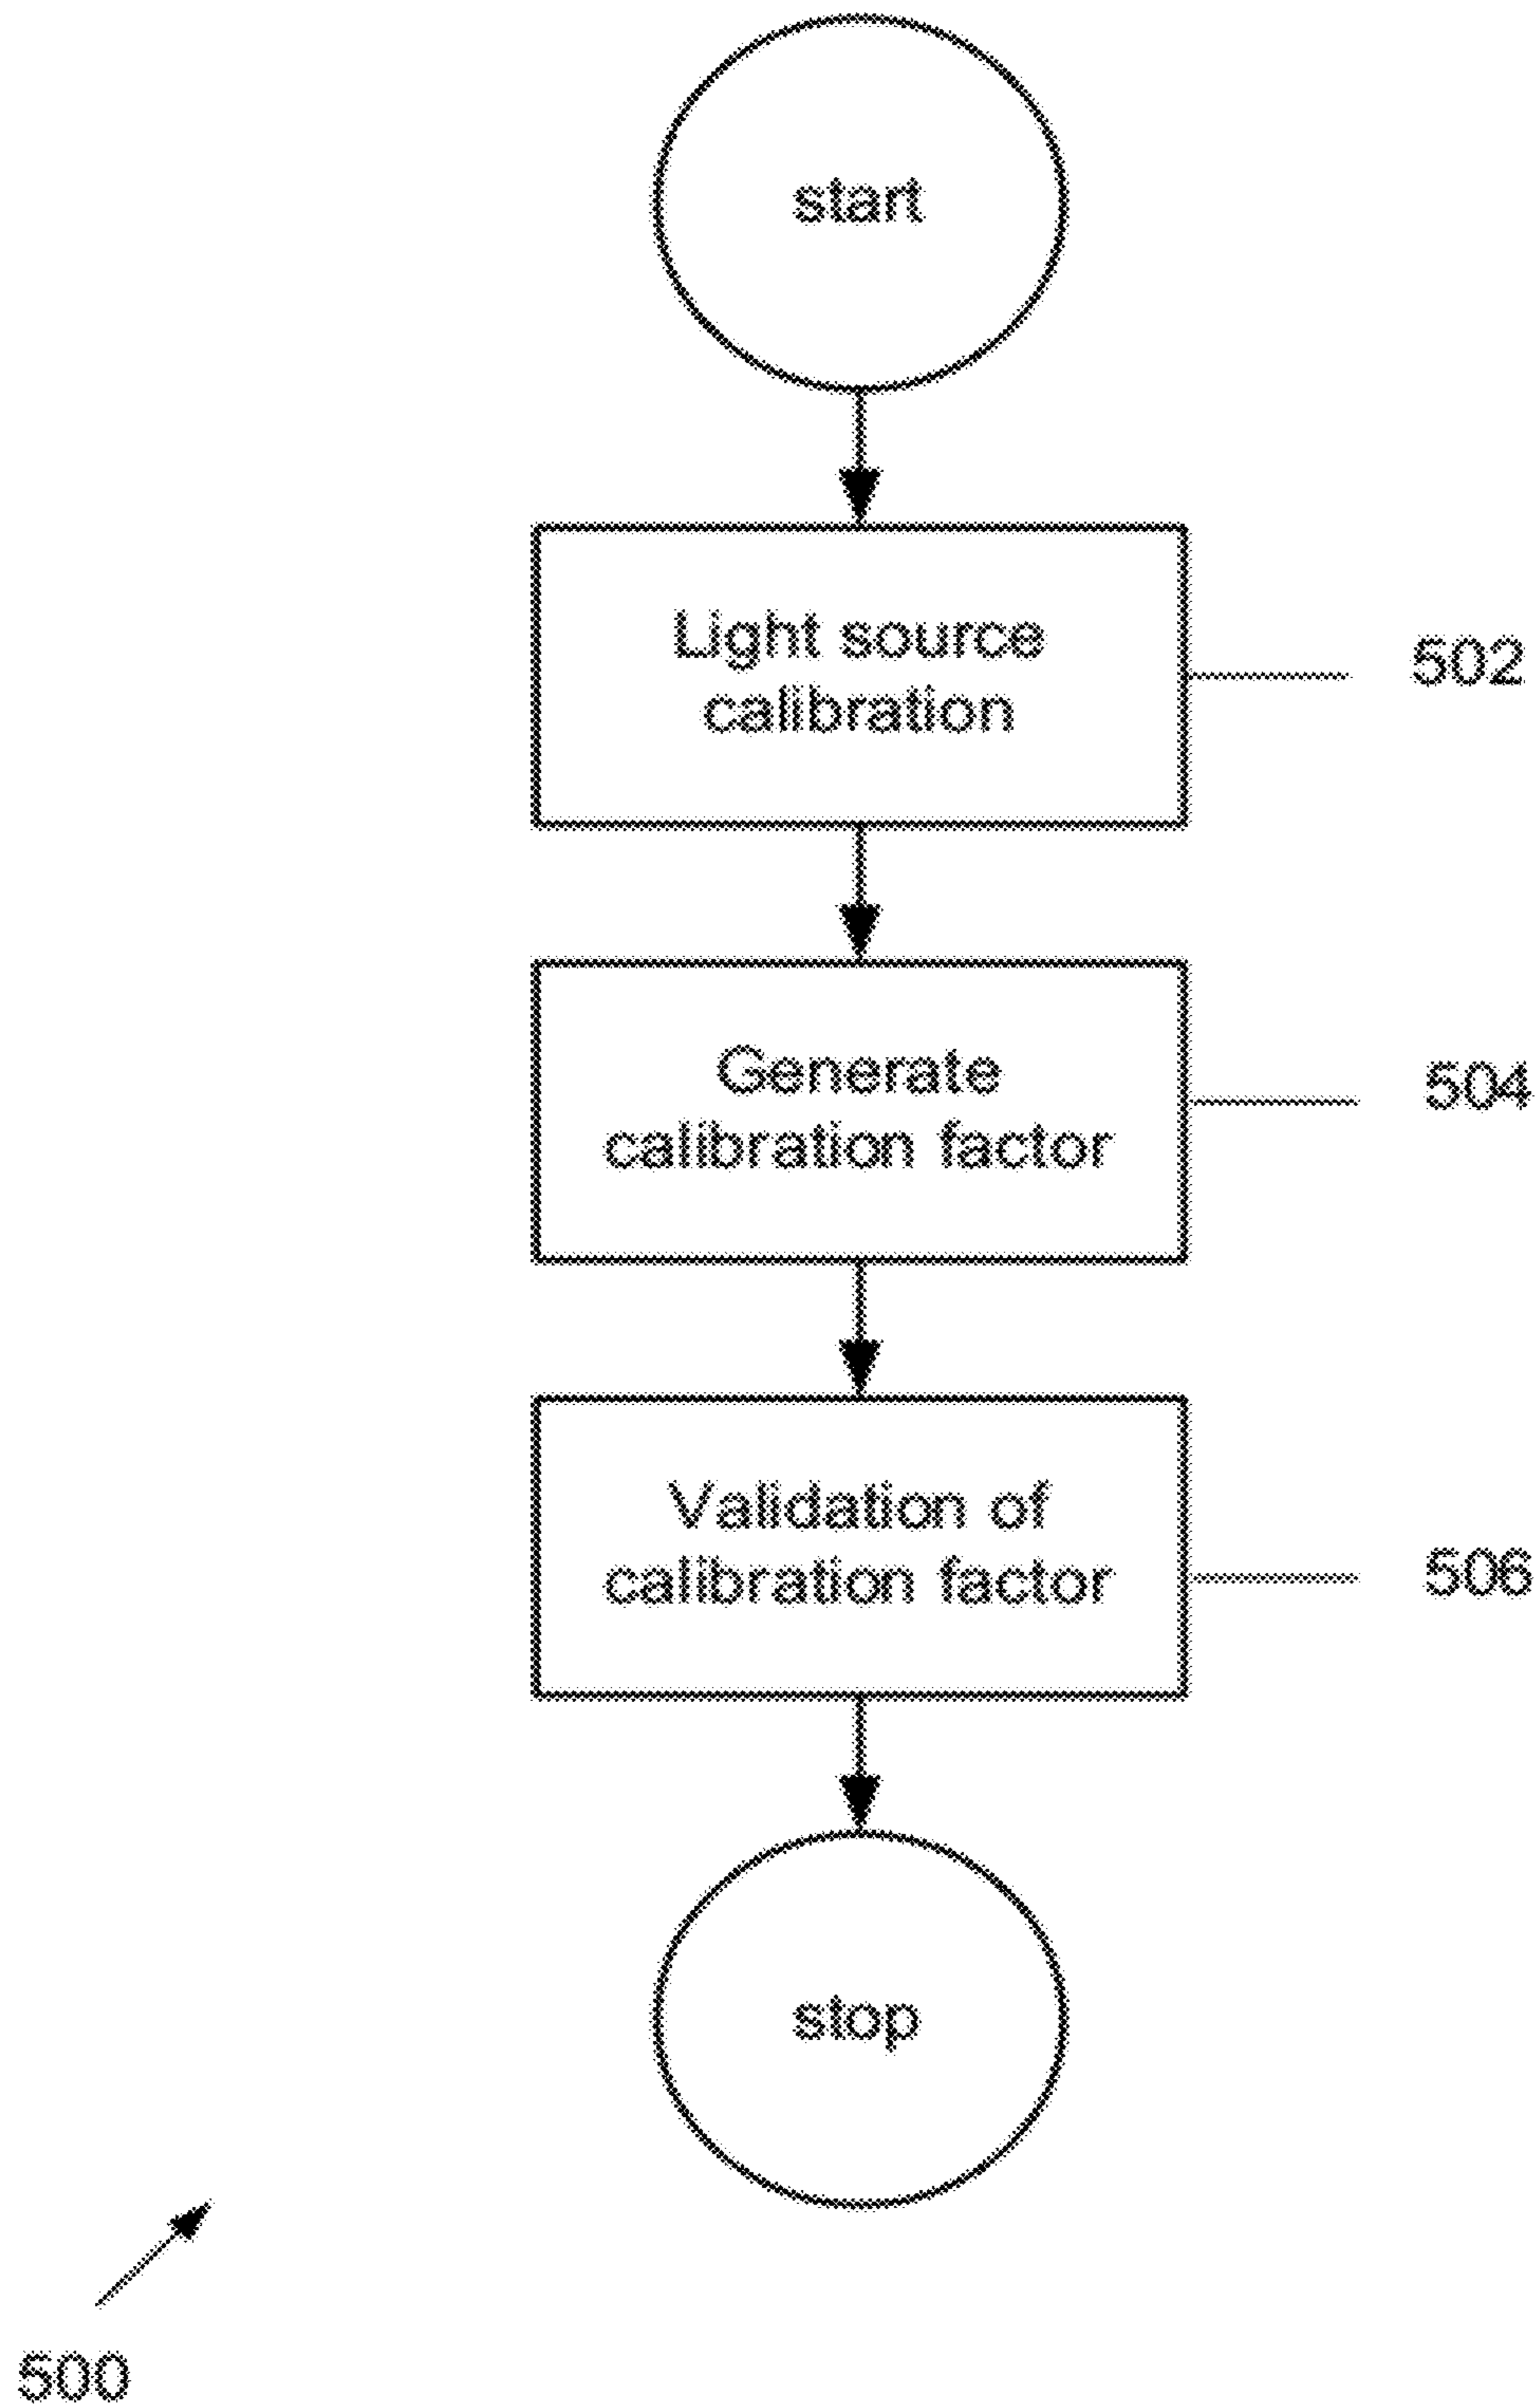 start
Light source
calibration
502
Generate
calibration factor
504
Validation of
calibration factor
506
stop
500